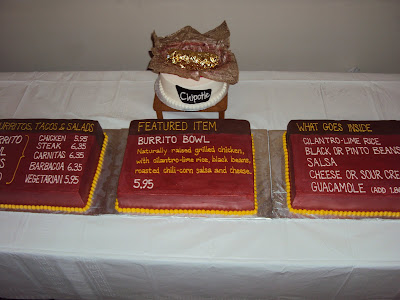 Chipotle
BURRITOS, TACOS & SALADS
CHICKEN 5.95
STEAK 6.35
CARNITAS 6.35
BARBACOA 6.35
VEGETARIAN 5.95
FEATURED ITEM
BURRITO BOWL
Naturally raised grilled chicken,
with cilantro-lime rice, black beans,
roasted chili-corn salsa and cheese.
5.95
WHAT GOES INSIDE
CILANTRO-LIME RICE
BLACK OR PINTO BEANS
SALSA
CHEESE OR SOUR
GUACAMOLE (ADD